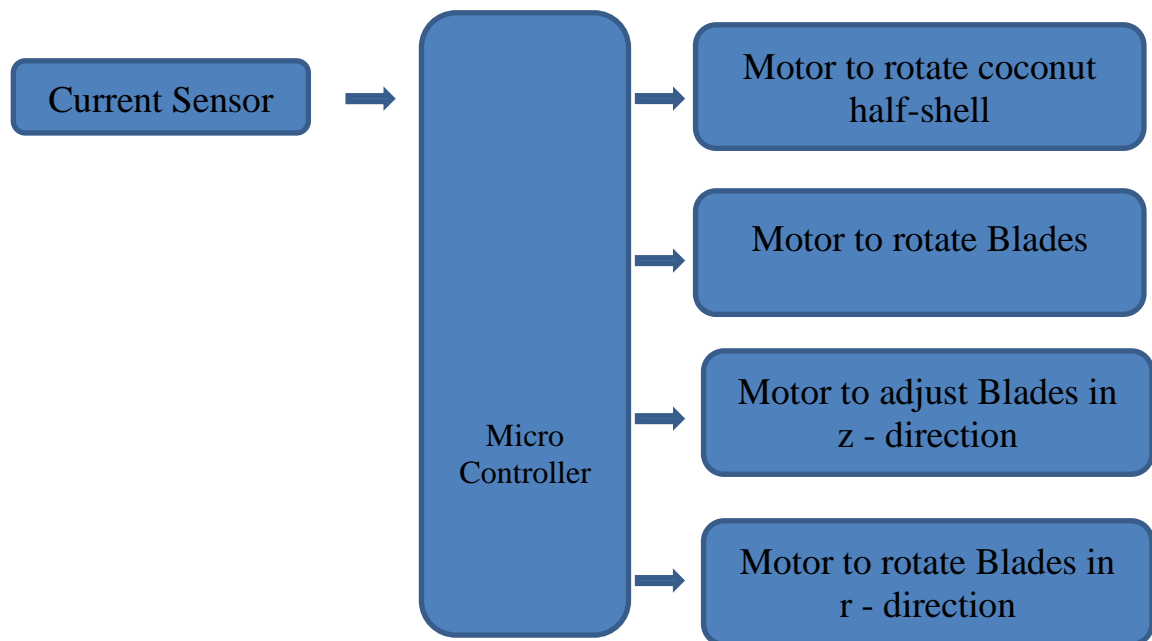 Current Sensor
Micro
Controller
Motor to rotate coconut
half-shell
Motor to rotate Blades
Motor to adjust Blades in
z - direction
Motor to rotate Blades in
r - direction